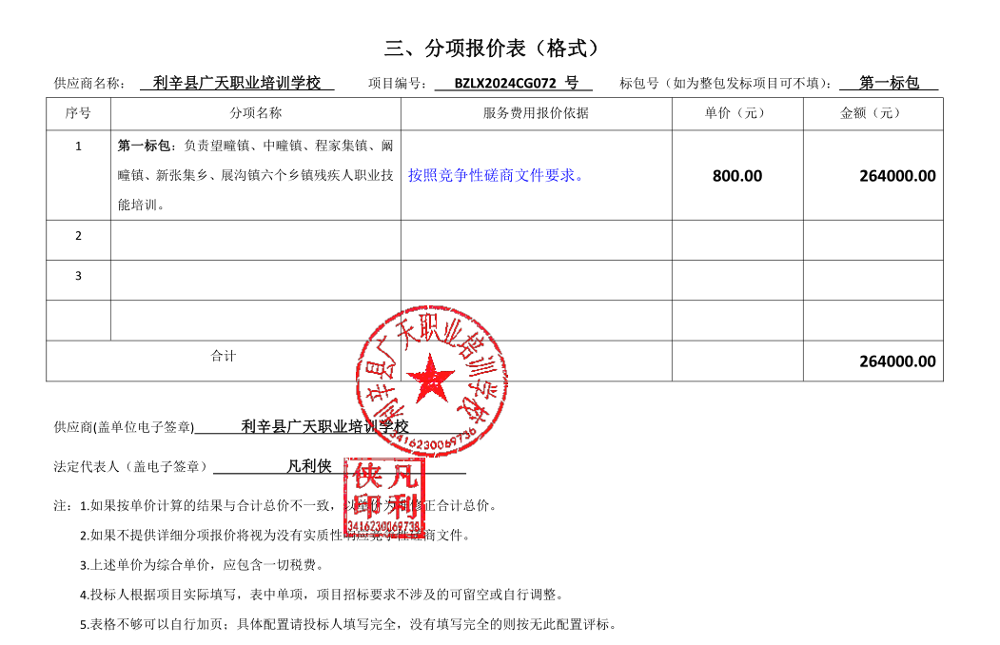 三、分项报价表（格式）
供应商名称： 利辛县广天职业培训学校 项目编号： BZLX2024CG072 号 标包号（如为整包发标项目可不填）： 第一标包
序号 分项名称 服务费用报价依据 单价（元） 金额（元）
1 第一标包：负责望疃镇、中疃镇、程家集镇、阚
疃镇、新张集乡、展沟镇六个乡镇残疾人职业技 按照竞争性磋商文件要求。 800.00 264000.00
能培训。
2
3
合计 264000.00
利辛县广天职业培训学校
3416230069736
供应商(盖单位电子签章) 利辛县广天职业培训学校
法定代表人（盖电子签章） 凡利侠
凡利侠印
3416230069738
注：1.如果按单价计算的结果与合计总价不一致，以单价为准修正合计总价。
2.如果不提供详细分项报价将视为没有实质性响应竞争性磋商文件。
3.上述单价为综合单价，应包含一切税费。
4.投标人根据项目实际填写，表中单项，项目招标要求不涉及的可留空或自行调整。
5.表格不够可以自行加页；具体配置请投标人填写完全，没有填写完全的则按无此配置评标。